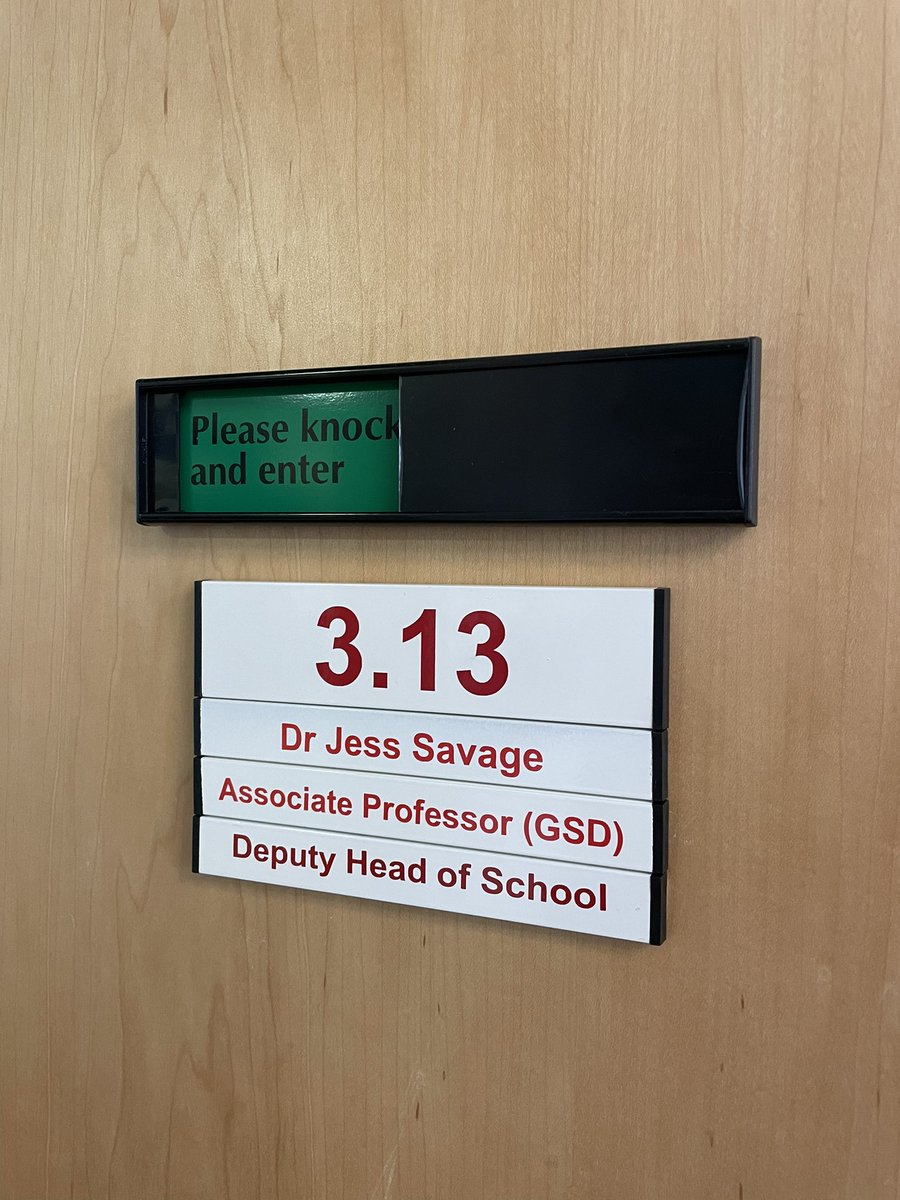 Please knock
and enter
3.13
Dr Jess Savage
Associate Professor (GSD)
Deputy Head of School